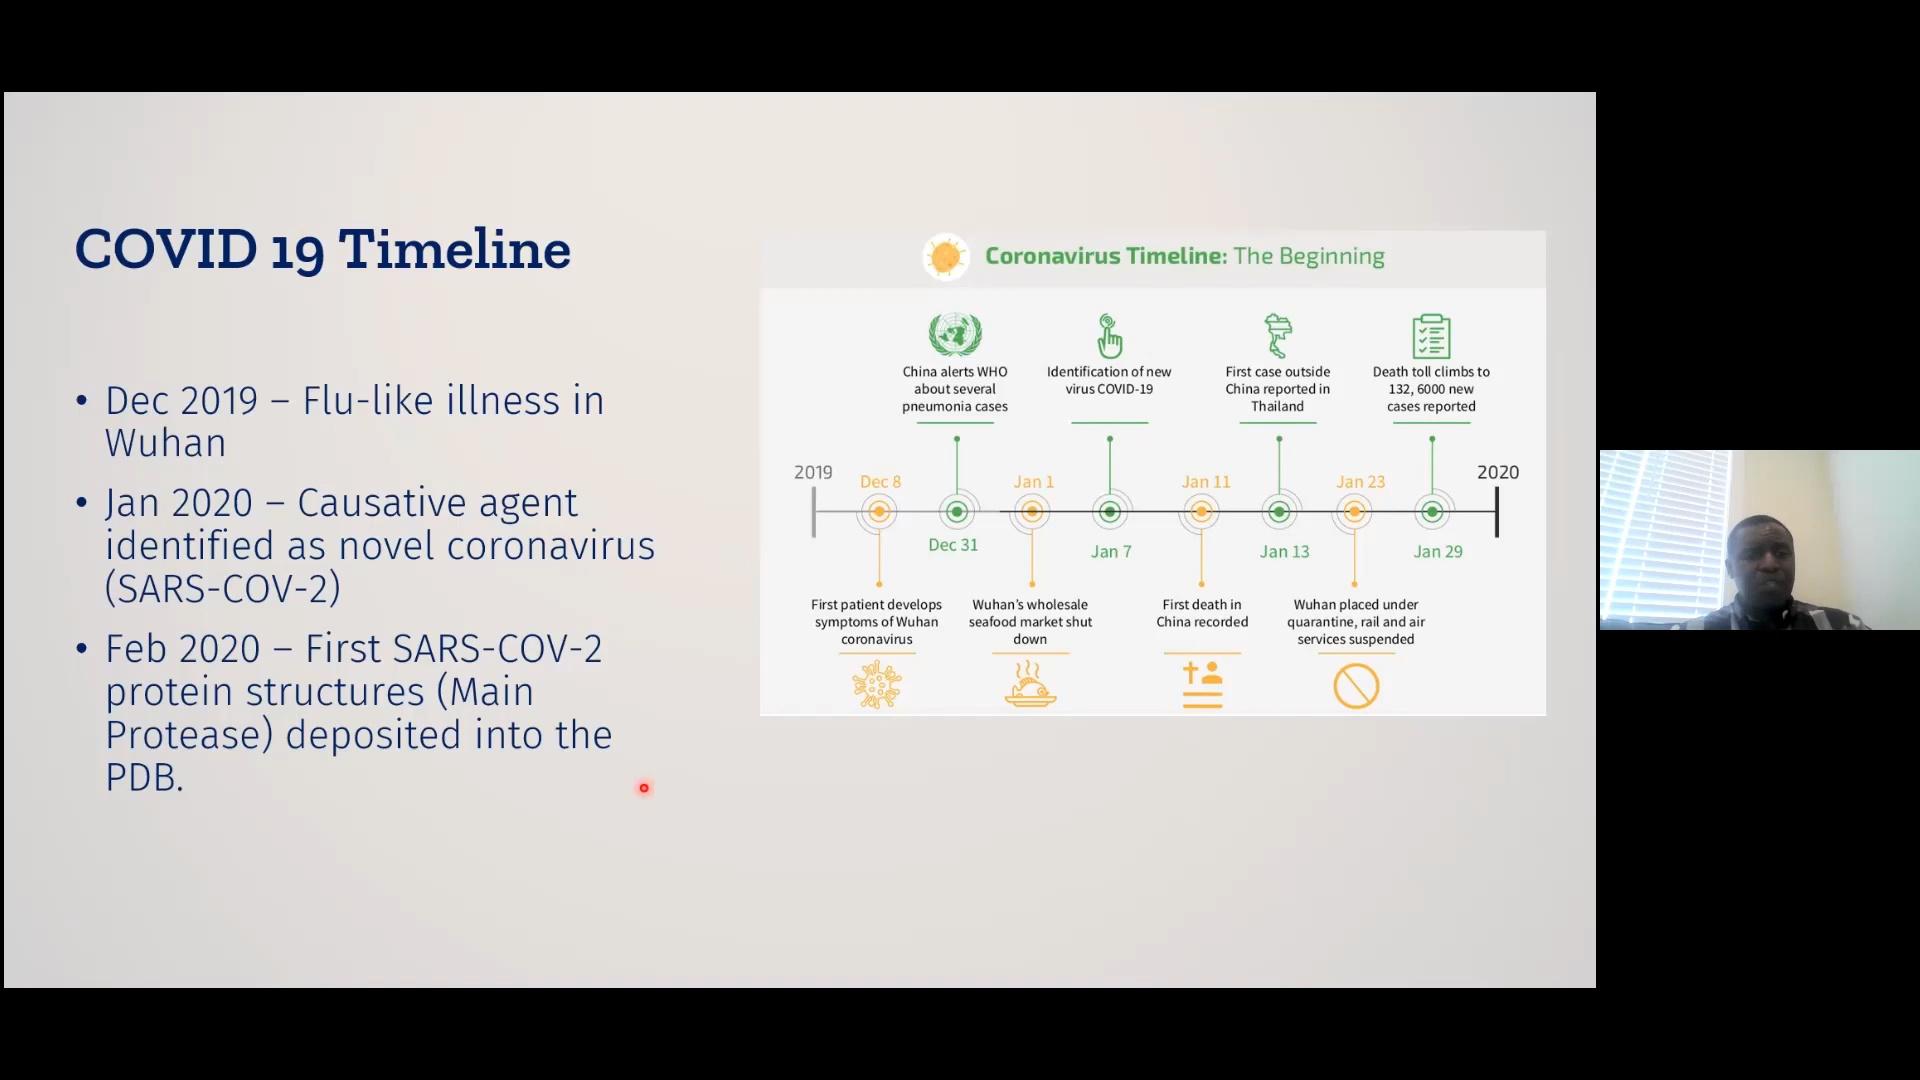 COVID 19 Timeline
• Dec 2019 – Flu-like illness in
Wuhan
• Jan 2020 – Causative agent
identified as novel coronavirus
(SARS-COV-2)
• Feb 2020 – First SARS-COV-2
protein structures (Main
Protease) deposited into the
PDB.
Coronavirus Timeline: The Beginning
China alerts WHO
about several
pneumonia cases
Identification of new
virus COVID-19
First case outside
China reported in
Thailand
Death toll climbs to
132, 6000 new
cases reported
2019
Dec 8
Jan 1
Jan 11
Jan 23
2020
Dec 31
Jan 7
Jan 13
Jan 29
First patient develops
symptoms of Wuhan
coronavirus
Wuhan's wholesale
seafood market shut
down
First death in
China recorded
Wuhan placed under
quarantine, rail and air
services suspended